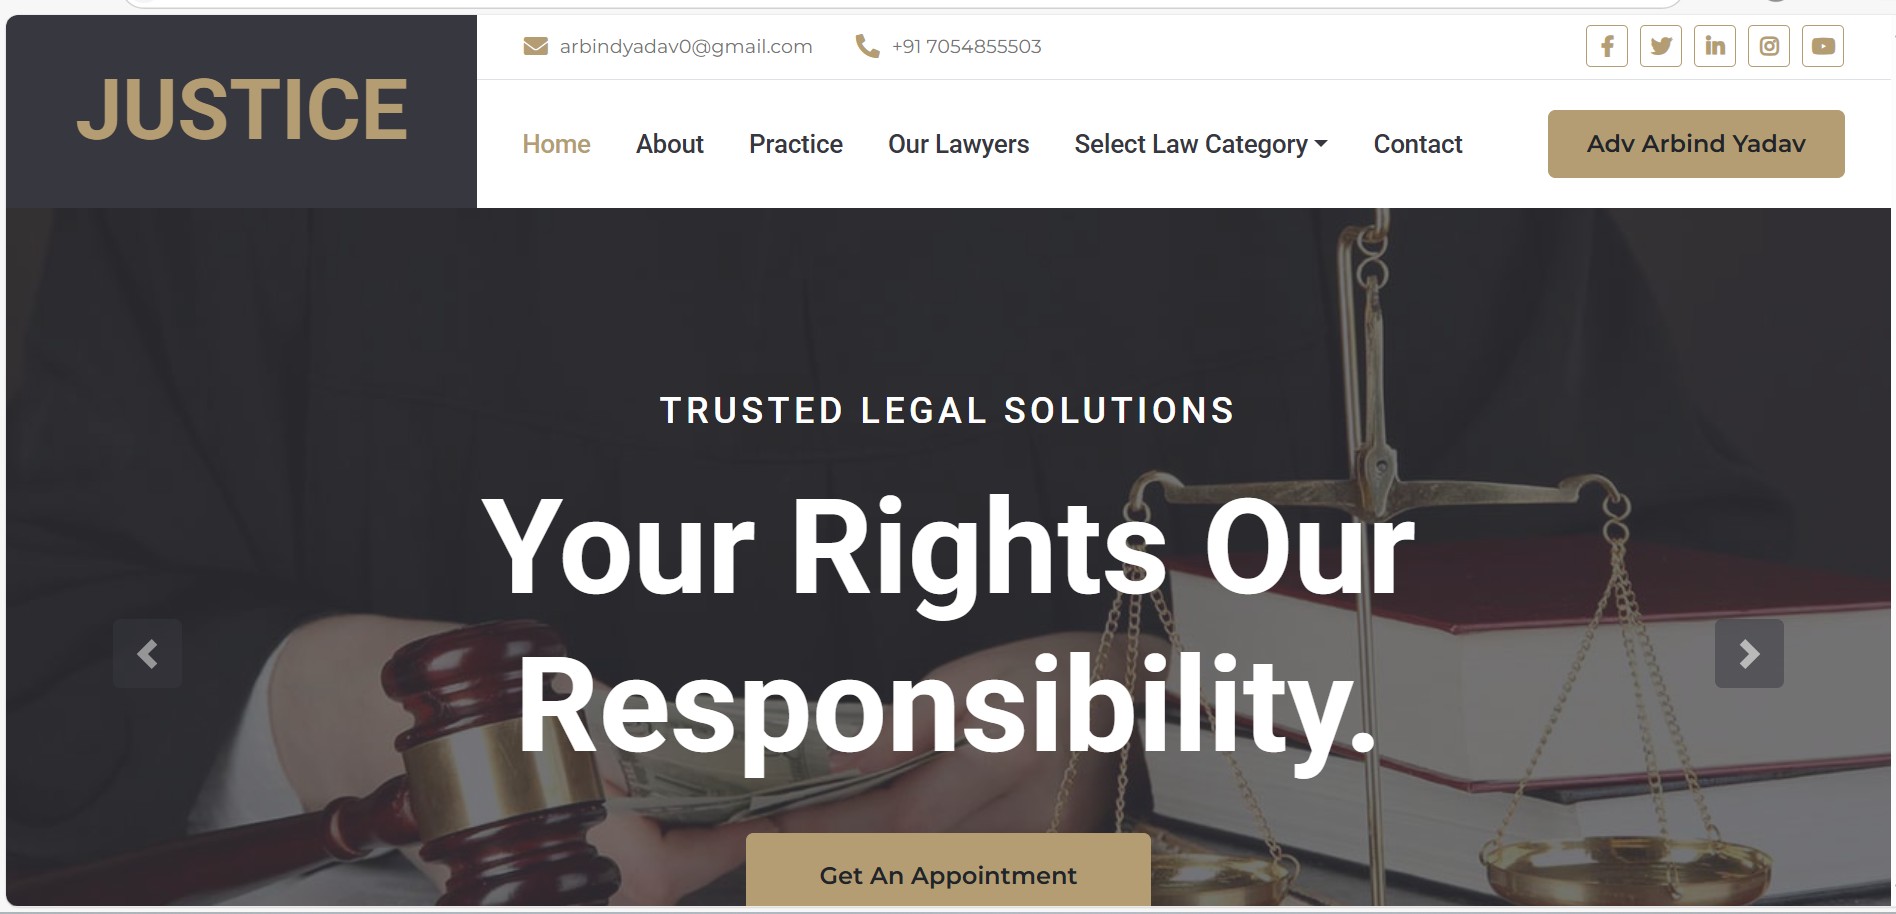 JUSTICE
arbindyadav0@gmail.com
+91 7054855503
Home
About
Practice
Our Lawyers
Select Law Category
Contact
Adv Arbind Yadav
TRUSTED LEGAL SOLUTIONS
Your Rights Our
Responsibility.
Get An Appointment